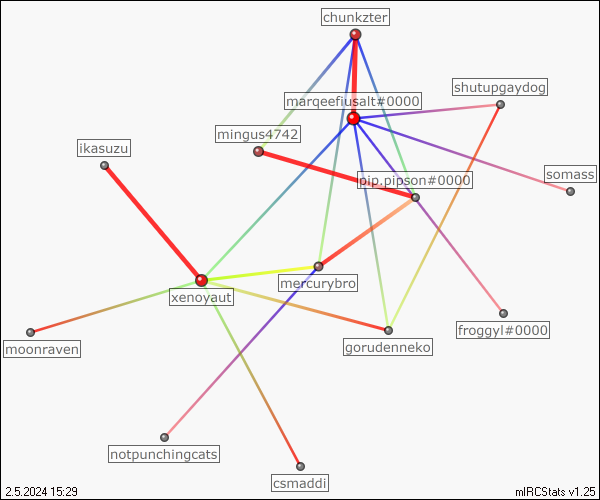 chunkzter
shutupgaydog
marqeefiusalt#0000
mingus4742
ikasuzu
somass
pip.pipson#0000
mercurybro
xenoyaut
froggyl#0000
moonraven
gorudenneko
notpunchingcats
csmaddi
2.5.2024 15:29
mIRCStats v1.25